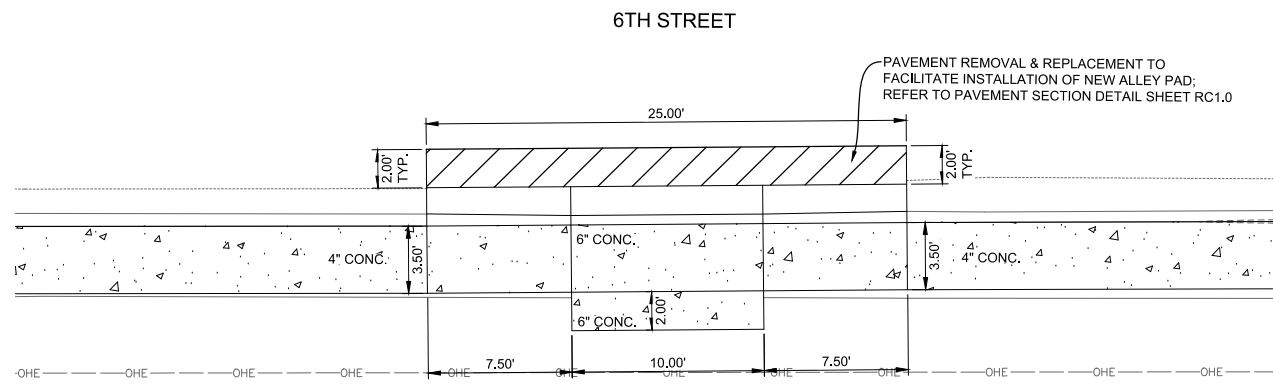 6TH STREET
PAVEMENT REMOVAL & REPLACEMENT TO
FACILITATE INSTALLATION OF NEW ALLEY PAD;
REFER TO PAVEMENT SECTION DETAIL SHEET RC1.0
25.00'
2.00'
TYP.
2.00'
TYP.
6" CONC.
4" CONC.
3.50'
3.50'
4" CONC.
6" CONC.
2.00'
7.50'
10.00'
7.50'
OHE OHE OHE OHE OHE OHE OHE OHE OHE OHE OHE OHE